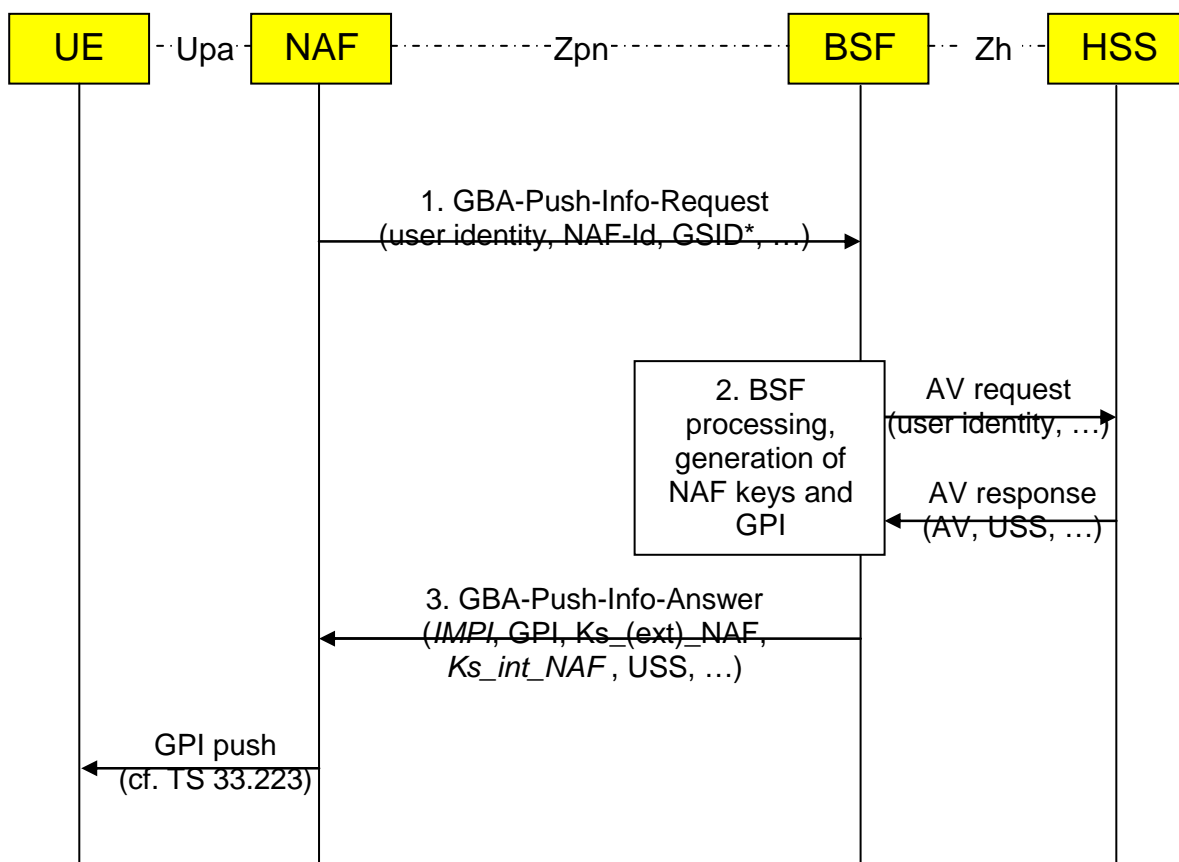 UE
Upa
NAF
Zpn
BSF
Zh
HSS
1. GBA-Push-Info-Request
(user identity, NAF-Id, GSID*, …)
2. BSF
processing,
generation of
NAF keys and
GPI
AV request
(user identity, …)
AV response
(AV, USS, …)
3. GBA-Push-Info-Answer
(IMPI, GPI, Ks_(ext)_NAF,
Ks_int_NAF , USS, …)
GPI push
(cf. TS 33.223)